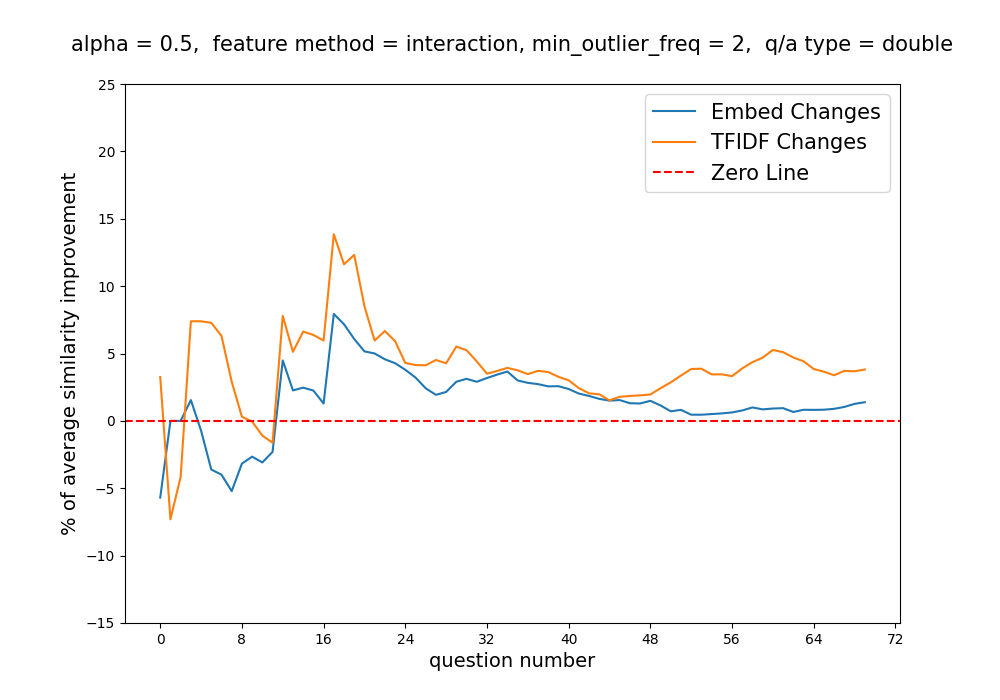 alpha = 0.5,  feature method = interaction, min_outlier_freq = 2,  q/a type = double
25
20
15
10
5
0
−5
−10
−15
% of average similarity improvement
Embed Changes
TFIDF Changes
Zero Line
0 8 16 24 32 40 48 56 64 72
question number